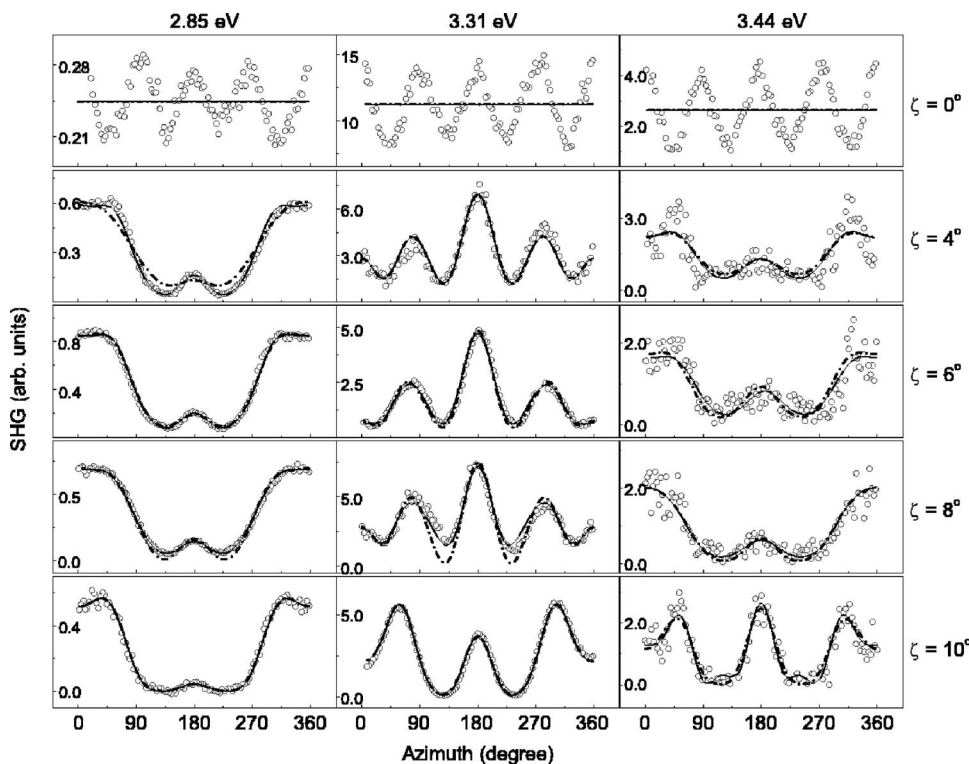 2.85 eV 3.31 eV 3.44 eV
0.28 15 4.0 ζ = 0°
0.21 10 2.0
0.6 6.0 3.0 ζ = 4°
0.3 3.0 0.0
0.8 5.0 2.0 ζ = 6°
0.4 2.5 0.0
0.5 5.0 2.0 ζ = 8°
0.0 0.0 0.0
0.4 5.0 2.0 ζ = 10°
0.0 0.0 0.0
0 90 180 270 360 0 90 180 270 360 0 90 180 270 360
Azimuth (degree)
SHG (arb. units)